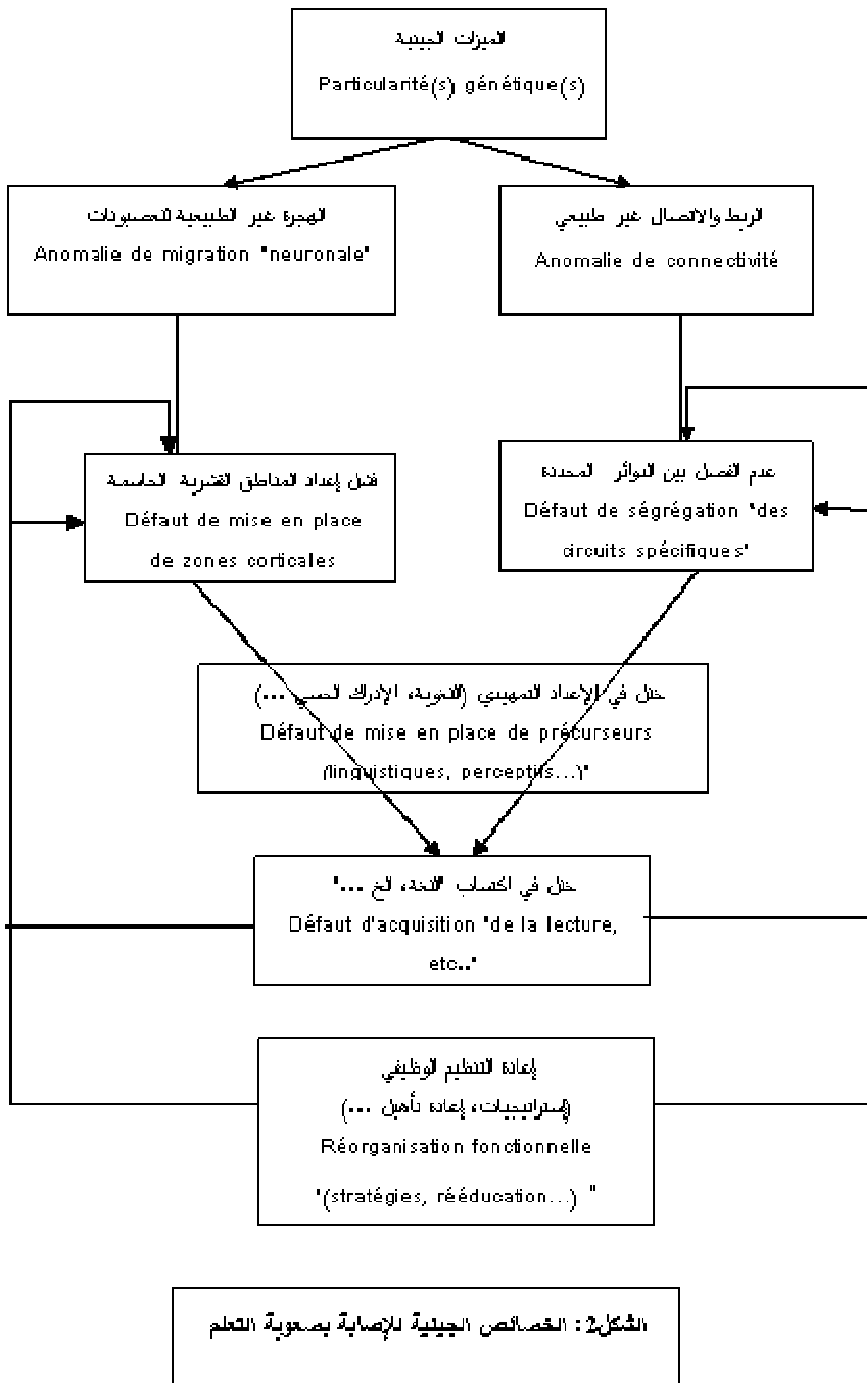 الميزات الجينية
Particularité(s) génétique(s)
الهجرة غير الطبيعية للعصبونات
Anomalie de migration "neuronale"
الربط والاتصال غير طبيعي
Anomalie de connectivité
فشل إعداد المناطق القشرية الحاسمة
Défaut de mise en place
de zones corticales
عدم الفصل بين الدوائر المحددة
Défaut de ségrégation "des
circuits spécifiques"
خلل في الإعداد التمهيدي (اللغوية، الإدراك الحسي ...)
Défaut de mise en place de précurseurs
(linguistiques, perceptifs...)"
خلل في اكتساب "اللغة، الخ ..."
Défaut d'acquisition "de la lecture,
etc.."
إعادة التنظيم الوظيفي
(إستراتيجيات، إعادة تأهيل ...)
Réorganisation fonctionnelle
"(stratégies, rééducation...) "
الشكل2: الخصائص الجينية للإصابة بصعوبة التعلم